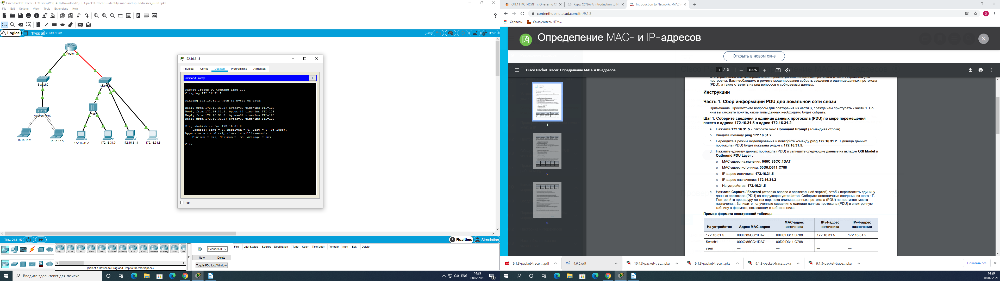 Cisco Packet Tracer - C:\Users\WS(CAD)\Downloads\9.1.3-packet-tracer---identify-mac-and-ip-addresses_ru-RU.pka
File Edit Options View Tools Extensions Help
Logical Physical x: 1250, y: 331
[Root] 11:59:30
Router
Switch0
Switch
Access Point
Hub
10.10.10.2
10.10.10.3
172.16.31.2
172.16.31.3
172.16.31.4
172.16.31.5
172.16.31.5
Physical Config Desktop Programming Attributes
Command Prompt X
Packet Tracer PC Command Line 1.0
C:\>ping 172.16.31.2
Pinging 172.16.31.2 with 32 bytes of data:
Reply from 172.16.31.2: bytes=32 time=1ms TTL=128
Reply from 172.16.31.2: bytes=32 time<1ms TTL=128
Reply from 172.16.31.2: bytes=32 time<1ms TTL=128
Reply from 172.16.31.2: bytes=32 time<1ms TTL=128
Ping statistics for 172.16.31.2:
Packets: Sent = 4, Received = 4, Lost = 0 (0% loss),
Approximate round trip times in milli-seconds:
Minimum = 0ms, Maximum = 1ms, Average = 0ms
C:\>
Top
Time: 00:11:59
Realtime Simulation
4331 4321 1941 2901 2911 819IOX 819HGW 829 1240 PT-Router PT-Empty 1841 2620
(Select a Device to Drag and Drop to the Workspace)
Scenario 0
New Delete
Toggle PDU List Window
Fire Last Status Source Destination Type Color Time(sec) Periodic Num Edit Delete
Введите здесь текст для поиска
ENG
14:29
08.02.2021
ОП.11_КС_ИСИП_т: Очеты по С
Курс: CCNAv7: Introduction to N
Introduction to Networks -MAC
contenthub.netacad.com/itn/9.1.3
Сервисы Самоучитель HTM...
Определение MAC- и IP-адресов
Открыть в новом окне
Cisco Packet Tracer. Определение MAC- и IP-адресов
1 / 3 100%
1
2
3
настроены. Вам необходимо в режиме моделирования собрать сведения о единице данных протокола
(PDU), а также ответить на ряд вопросов о собираемых данных.
Инструкции
Часть 1. Сбор информации PDU для локальной сети связи
Примечание. Просмотрите вопросы для повторения из части 3, прежде чем приступать к части 1. По
ним вы сможете понять, какие типы данных необходимо будет собрать.
Шаг 1. Соберите сведения о единице данных протокола (PDU) по мере перемещения
пакета с адреса 172.16.31.5 в адрес 172.16.31.2.
a. Нажмите 172.16.31.5 и откройте окно Command Prompt (Командная строка).
b. Введите команду ping 172.16.31.2.
c. Перейдите в режим моделирования и повторите команду ping 172.16.31.2 . Единица данных
протокола (PDU) будет показана рядом с 172.16.31.5.
d. Нажмите единицу данных протокола (PDU) и запишите следующие данные на вкладке OSI Model и
Outbound PDU Layer .
o MAC-адрес назначения: 000C:85CC:1DA7
o MAC-адрес источника: 00D0:D311:C788
o IP-адрес источника: 172.16.31.5
o IP-адрес назначения: 172.16.31.2
o На устройстве: 172.16.31.5
e. Нажмите Capture / Forward (стрелка вправо с вертикальной чертой), чтобы переместить единицу
данных протокола (PDU) на следующее устройство. Соберите аналогичные сведения из шага 1Г.
Повторяйте процедуру до тех пор, пока единица данных протокола (PDU) не достигнет места
назначения. Запишите полученные сведения о единице данных протокола (PDU) в электронную
таблицу в формате, показанном в таблице ниже.
Пример формата электронной таблицы
На устройстве Адрес MAC-адрес MAC-адрес источника IPv4-адрес источника IPv4-адрес назначения
172.16.31.5 000C:85CC:1DA7 00D0:D311:C788 172.16.31.5 172.16.31.2
Switch1 000C:85CC:1DA7 00D0:D311:C788 — —
узел — — — —
9.1.3-packet-tracer....pdf
4.6.5.odt
10.4.3-packet-trac....pka
9.1.3-packet-trace....pka
9.1.3-packet-trace....pka
9.1.3-packet-trace....pka
Показать все
14:29
08.02.2021